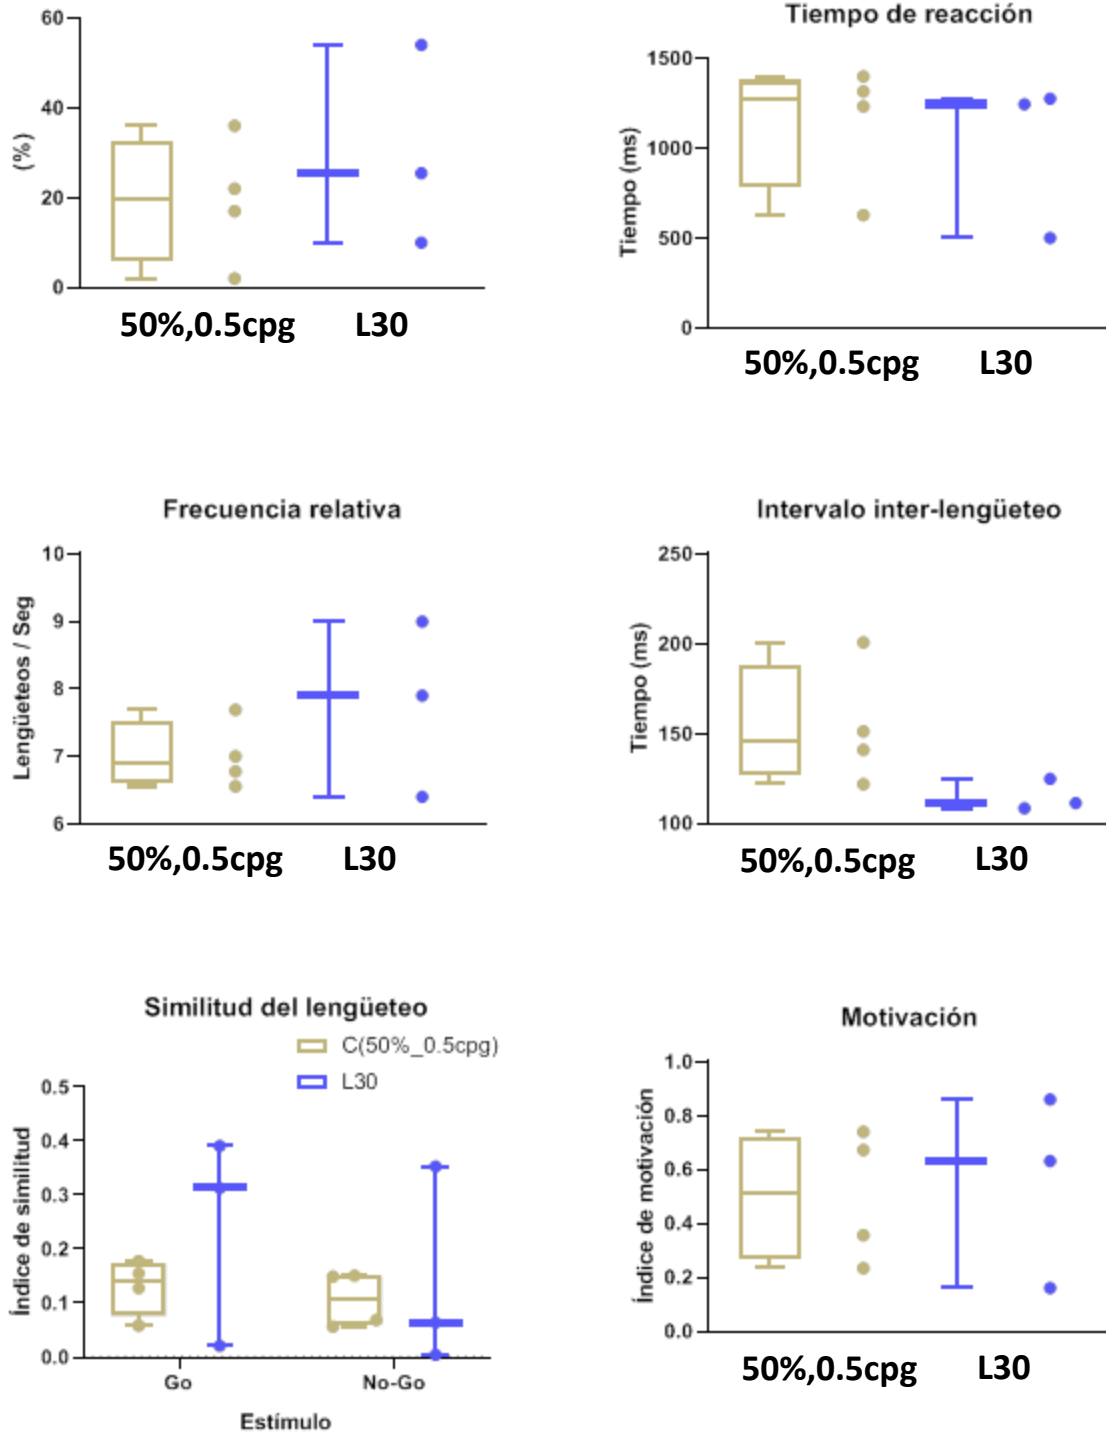 60
40
20
0
(%)
50%,0.5cpg L30
Tiempo de reacción
1500
1000
500
0
Tiempo (ms)
50%,0.5cpg L30
Frecuencia relativa
10
9
8
7
6
Lengüeteos / Seg
50%,0.5cpg L30
Intervalo inter-lengüeteo
250
200
150
100
Tiempo (ms)
50%,0.5cpg L30
Similitud del lengüeteo
C(50%_0.5cpg)
L30
0.5
0.4
0.3
0.2
0.1
0.0
Índice de similitud
Go No-Go
Estímulo
Motivación
1.0
0.8
0.6
0.4
0.2
0.0
Índice de motivación
50%,0.5cpg L30